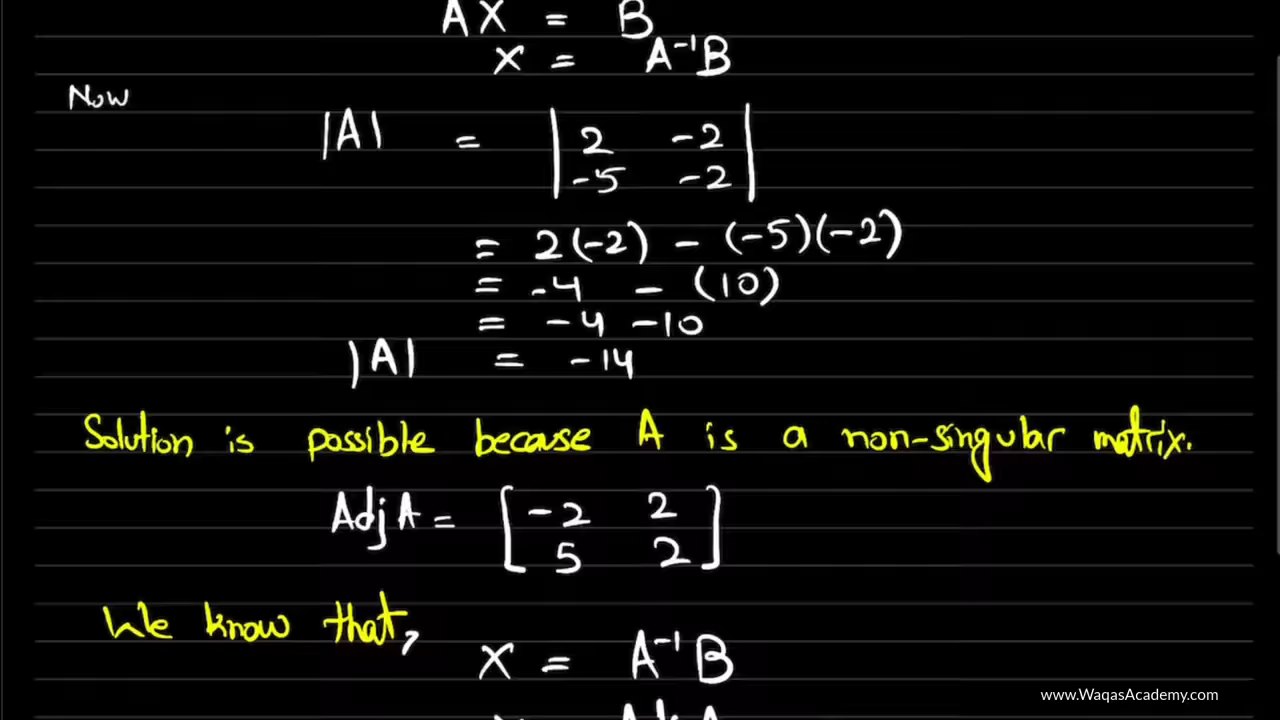 AX = B
X = A⁻¹B
Now
|A| = | 2 -2 |
| -5 -2 |
= 2(-2) - (-5)(-2)
= -4 - (10)
= -4 -10
|A| = -14
Solution is possible because A is a non-singular matrix.
Adj A = [ -2 2 ]
[ 5 2 ]
We know that,
X = A⁻¹B
www.WaqasAcademy.com